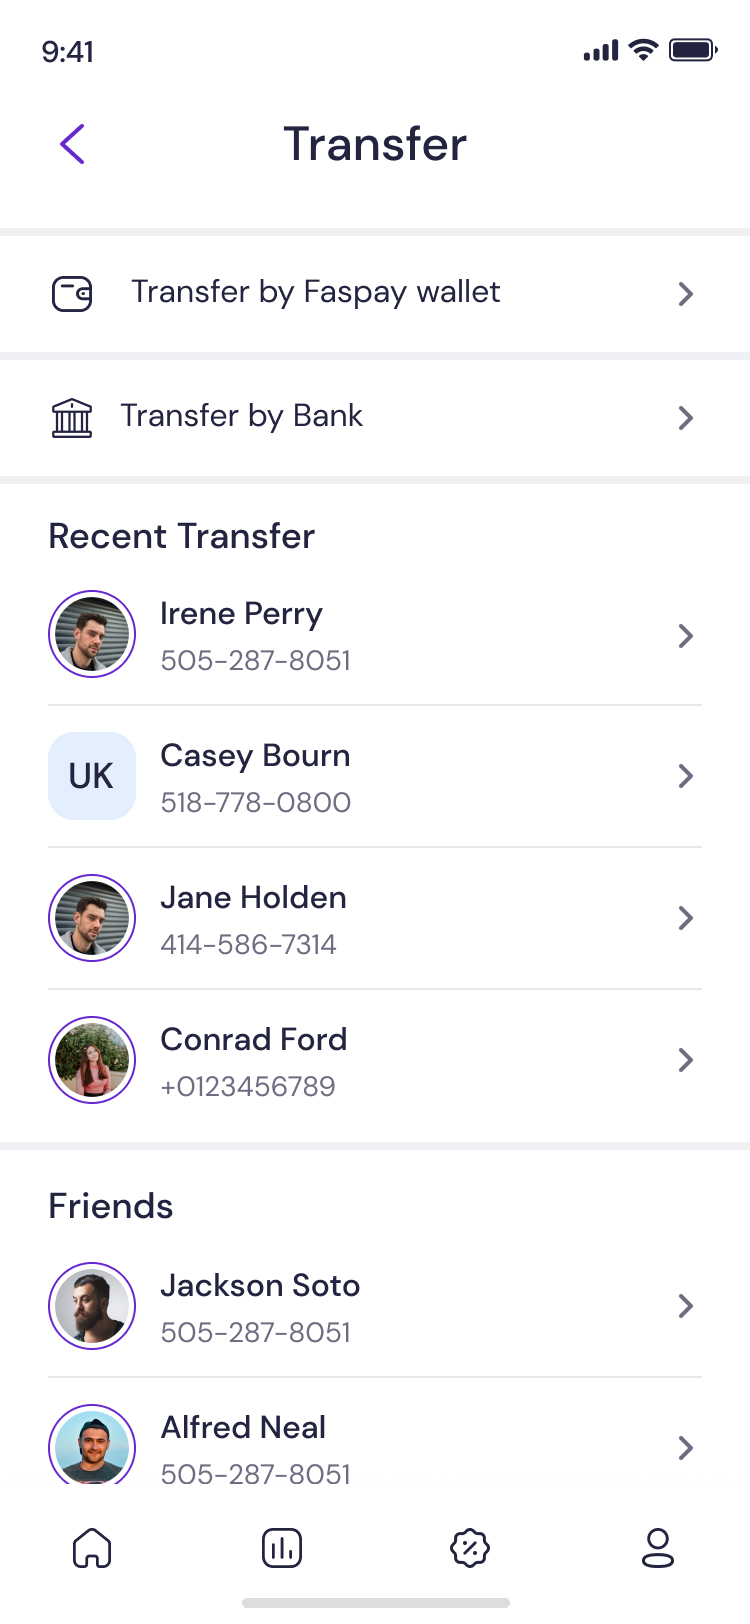 9:41
Transfer
Transfer by Faspay wallet
Transfer by Bank
Recent Transfer
Irene Perry
505-287-8051
UK
Casey Bourn
518-778-0800
Jane Holden
414-586-7314
Conrad Ford
+0123456789
Friends
Jackson Soto
505-287-8051
Alfred Neal
505-287-8051